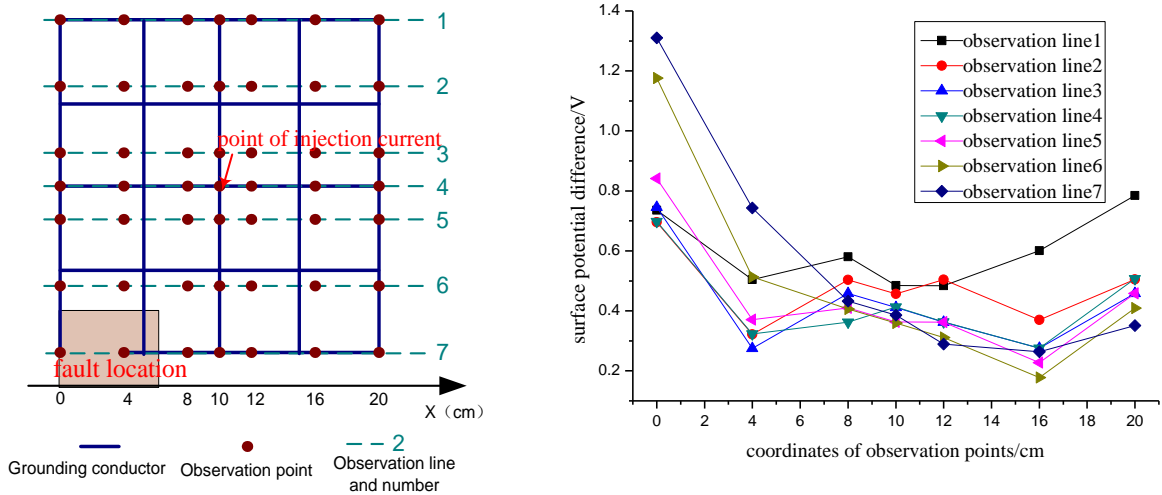 1
2
3
point of injection current
4
5
6
7
fault location
0 4 8 10 12 16 20
X（cm）
Grounding conductor
Observation point
2
Observation line
and number
1.4
1.2
1.0
0.8
0.6
0.4
0.2
surface potential difference/V
observation line1
observation line2
observation line3
observation line4
observation line5
observation line6
observation line7
0 2 4 6 8 10 12 14 16 18 20
coordinates of observation points/cm